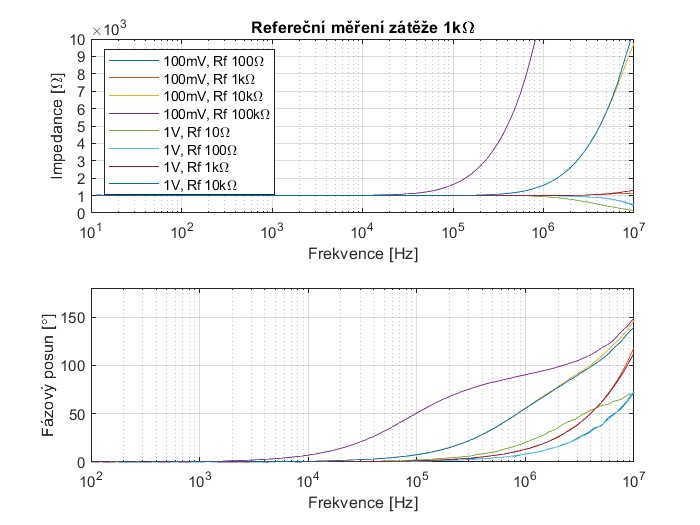 Refereční měření zátěže 1kΩ
×10³
10
9
8
7
6
5
4
3
2
1
0
Impedance [Ω]
100mV, Rf 100Ω
100mV, Rf 1kΩ
100mV, Rf 10kΩ
100mV, Rf 100kΩ
1V, Rf 10Ω
1V, Rf 100Ω
1V, Rf 1kΩ
1V, Rf 10kΩ
10¹ 10² 10³ 10⁴ 10⁵ 10⁶ 10⁷
Frekvence [Hz]
150
100
50
0
Fázový posun [°]
10² 10³ 10⁴ 10⁵ 10⁶ 10⁷
Frekvence [Hz]